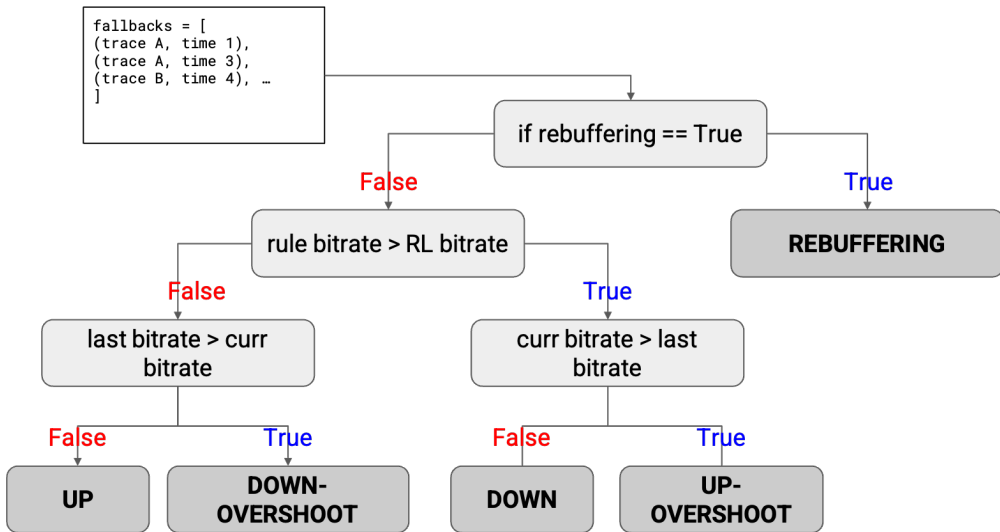 fallbacks = [
(trace A, time 1),
(trace A, time 3),
(trace B, time 4), …
]
if rebuffering == True
False
True
rule bitrate > RL bitrate
REBUFFERING
False
True
last bitrate > curr
bitrate
curr bitrate > last
bitrate
False
True
False
True
UP
DOWN-
OVERSHOOT
DOWN
UP-
OVERSHOOT